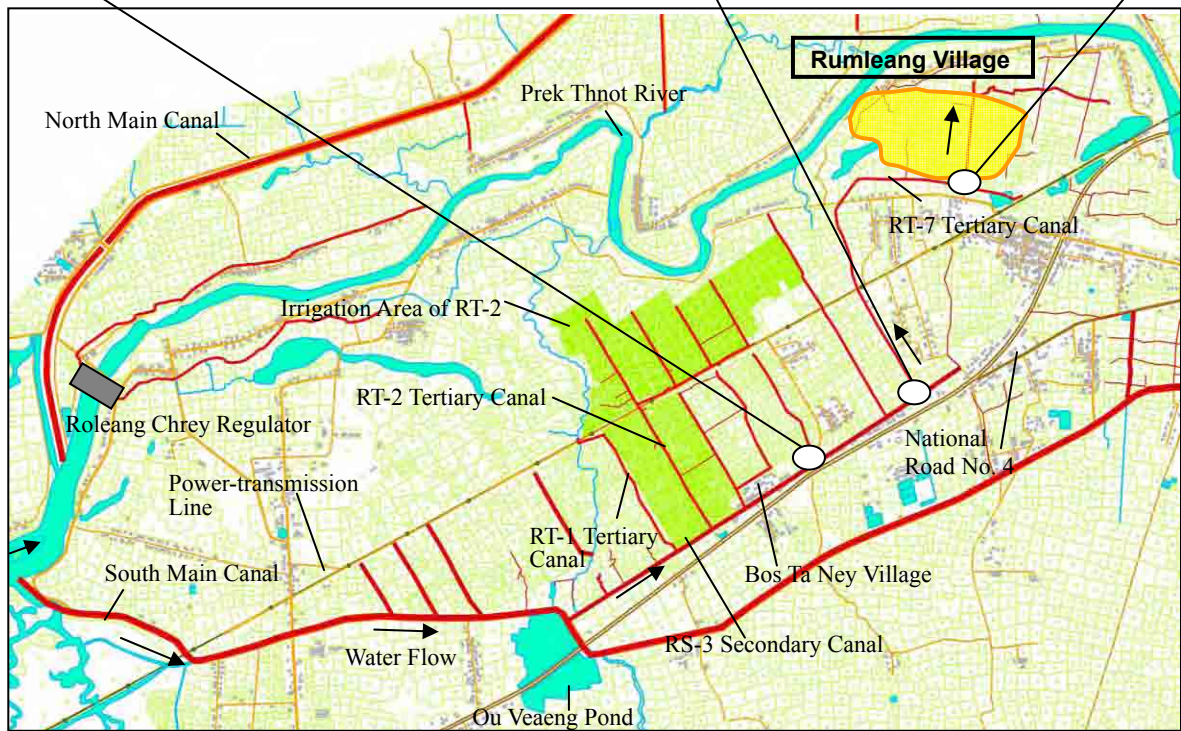 Rumleang Village
Prek Thnot River
North Main Canal
RT-7 Tertiary Canal
Irrigation Area of RT-2
RT-2 Tertiary Canal
Roleang Chrey Regulator
National
Road No. 4
Power-transmission
Line
RT-1 Tertiary
Canal
Bos Ta Ney Village
South Main Canal
RS-3 Secondary Canal
Water Flow
Ou Veaeng Pond